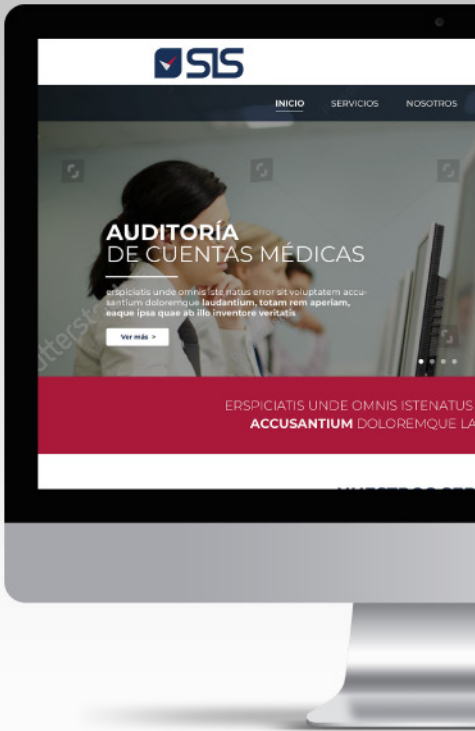 SIS
INICIO SERVICIOS NOSOTROS
AUDITORÍA
DE CUENTAS MÉDICAS
erspiciatis unde omnis iste natus error sit voluptatem accu-
santium doloremque laudantium, totam rem aperiam,
eaque ipsa quae ab illo inventore veritatis
Ver más >
ERSPICIATIS UNDE OMNIS ISTENATUS
ACCUSANTIUM DOLOREMQUE LA